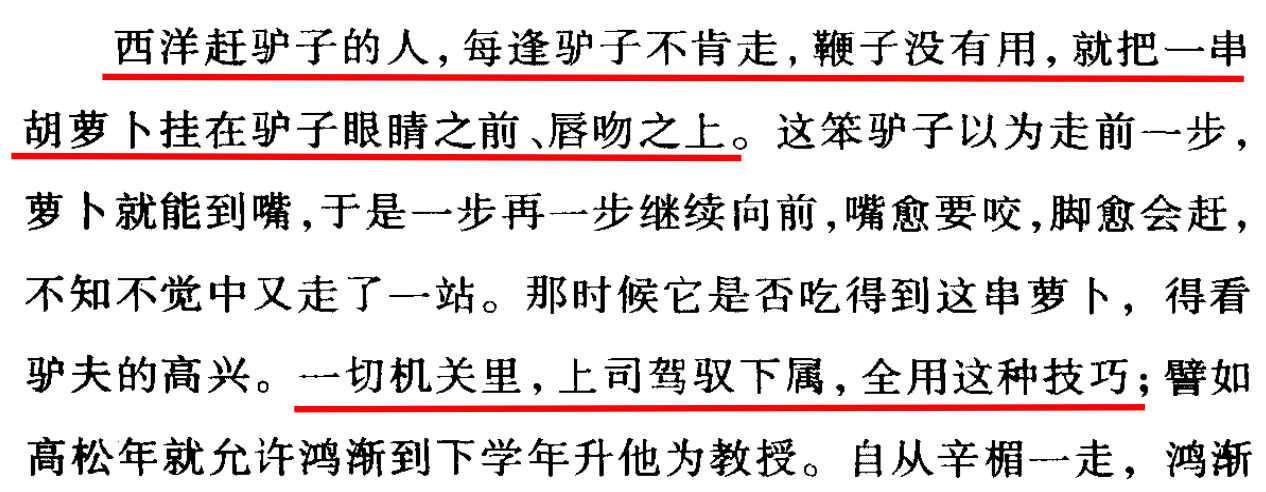 西洋赶驴子的人,每逢驴子不肯走,鞭子没有用,就把一串
胡萝卜挂在驴子眼睛之前、唇吻之上。这笨驴子以为走前一步,
萝卜就能到嘴,于是一步再一步继续向前,嘴愈要咬,脚愈会赶,
不知不觉中又走了一站。那时候它是否吃得到这串萝卜,得看
驴夫的高兴。一切机关里,上司驾驭下属,全用这种技巧;譬如
高松年就允许鸿渐到下学年升他为教授。自从辛楣一走,鸿渐